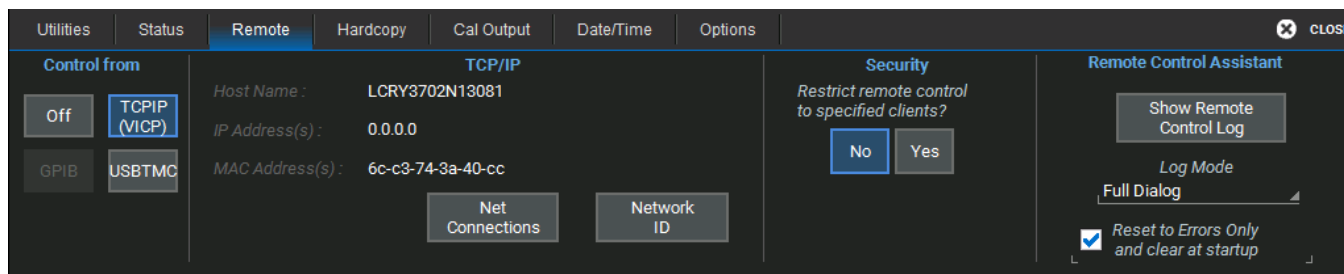 Utilities Status Remote Hardcopy Cal Output Date/Time Options CLOS
Control from
Off
TCPIP
(VICP)
GPIB
USBTMC
TCP/IP
Host Name : LCRY3702N13081
IP Address(s) : 0.0.0.0
MAC Address(s) : 6c-c3-74-3a-40-cc
Net
Connections
Network
ID
Security
Restrict remote control
to specified clients?
No Yes
Remote Control Assistant
Show Remote
Control Log
Log Mode
Full Dialog
Reset to Errors Only
and clear at startup